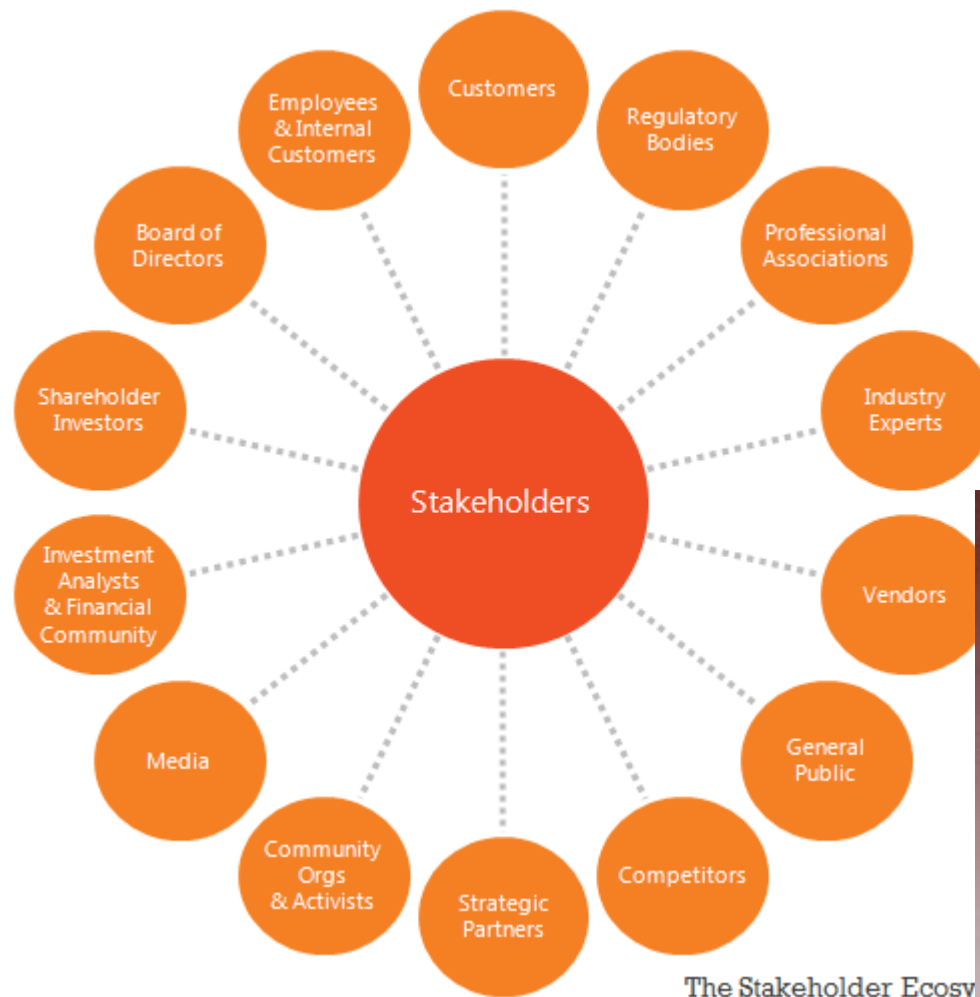 Customers
Regulatory
Bodies
Professional
Associations
Industry
Experts
Vendors
General
Public
Competitors
Strategic
Partners
Community
Orgs
& Activists
Media
Investment
Analysts
& Financial
Community
Shareholder
Investors
Board of
Directors
Employees
& Internal
Customers
Stakeholders
The Stakeholder Ecosy